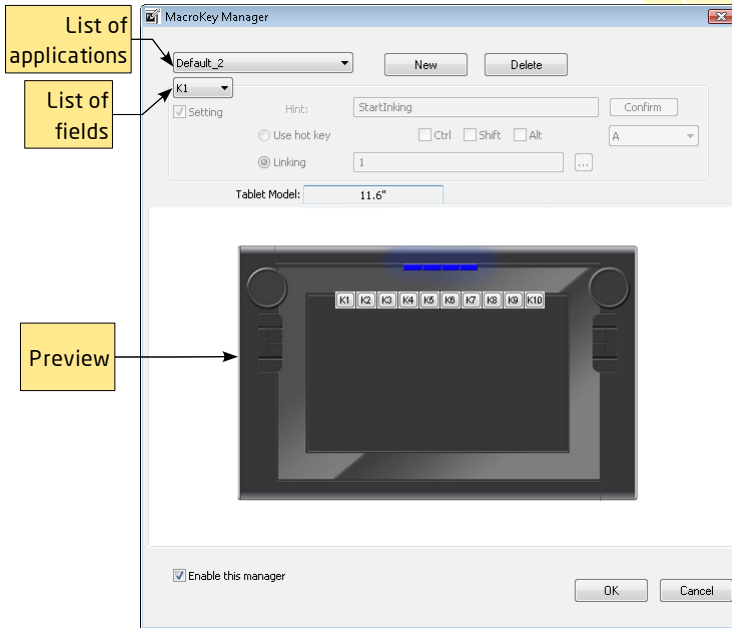 MacroKey Manager
List of
applications
Default_2 New Delete
List of
fields
K1
Setting Hint: StartInking Confirm
Use hot key Ctrl Shift Alt A
Linking 1 ...
Tablet Model: 11.6"
K1 K2 K3 K4 K5 K6 K7 K8 K9 K10
Preview
Enable this manager
OK Cancel